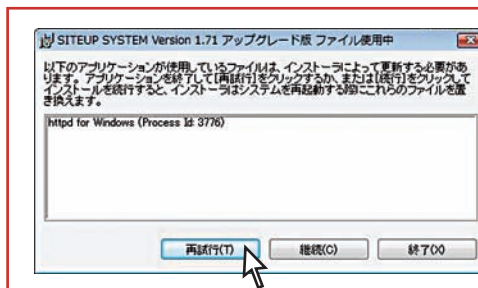 SITEUP SYSTEM Version 1.71 アップグレード版 ファイル使用中
以下のアプリケーションが使用しているファイルは、インストーラによって更新する必要があ
ります。アプリケーションを終了して[再試行]をクリックするか、または[続行]をクリックして
インストールを続行すると、インストーラはシステムを再起動する際にこれらのファイルを置
き換えます。
httpd for Windows (Process Id: 3776)
再試行(T) 継続(C) 終了(X)